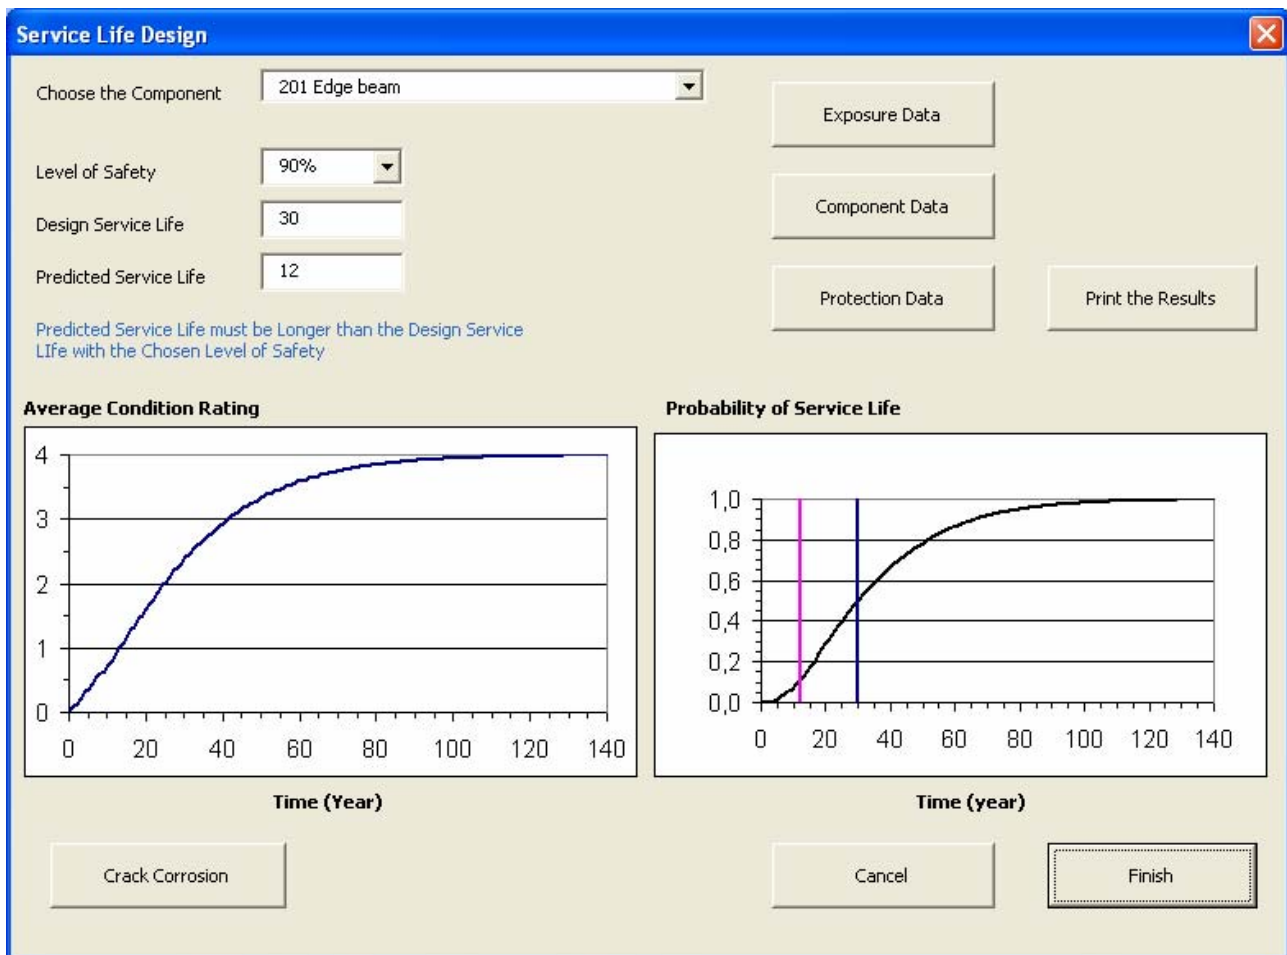 Service Life Design
Choose the Component
201 Edge beam
Exposure Data
Level of Safety
90%
Component Data
Design Service Life
30
Predicted Service Life
12
Protection Data
Print the Results
Predicted Service Life must be Longer than the Design Service
LIfe with the Chosen Level of Safety
Average Condition Rating
4
3
2
1
0
0 20 40 60 80 100 120 140
Time (Year)
Probability of Service Life
1,0
0,8
0,6
0,4
0,2
0,0
0 20 40 60 80 100 120 140
Time (year)
Crack Corrosion
Cancel
Finish